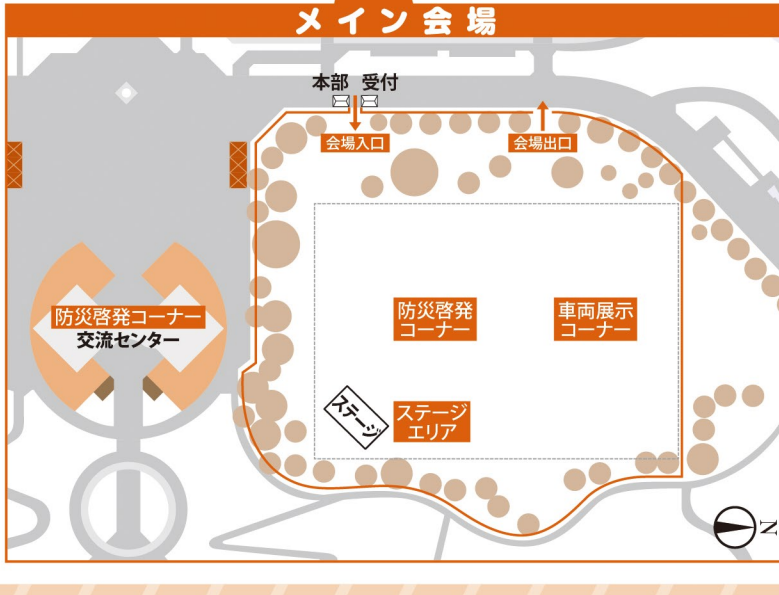 メイン会場
本部 受付
会場入口
会場出口
防災啓発コーナー
交流センター
防災啓発
コーナー
車両展示
コーナー
ステージ
ステージ
エリア
N